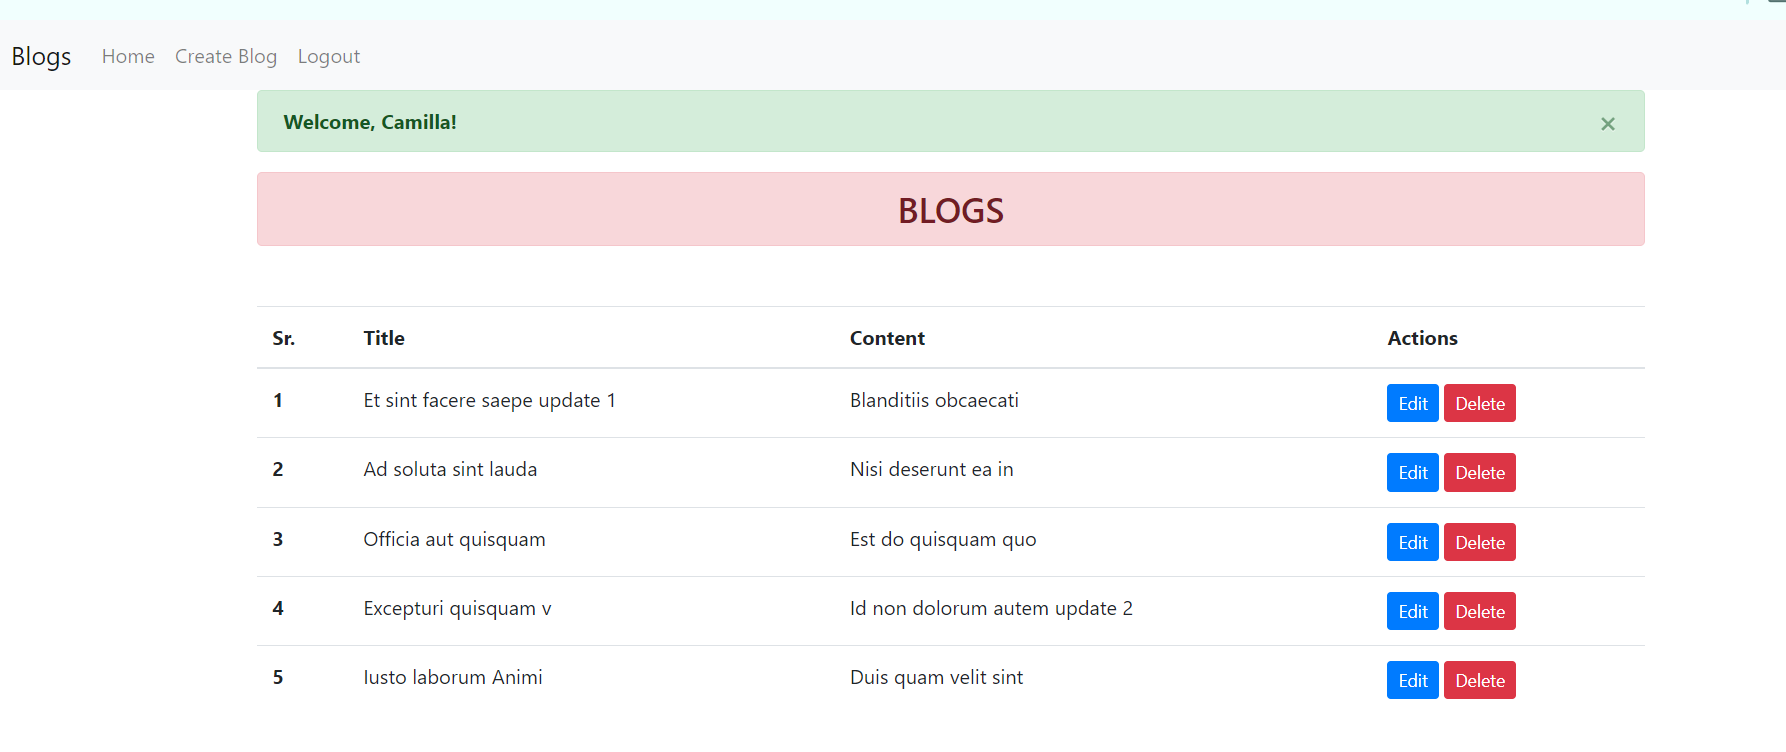 Blogs Home Create Blog Logout
Welcome, Camilla! ×
BLOGS
Sr. Title Content Actions
1 Et sint facere saepe update 1 Blanditiis obcaecati Edit Delete
2 Ad soluta sint lauda Nisi deserunt ea in Edit Delete
3 Officia aut quisquam Est do quisquam quo Edit Delete
4 Excepturi quisquam v Id non dolorum autem update 2 Edit Delete
5 Iusto laborum Animi Duis quam velit sint Edit Delete